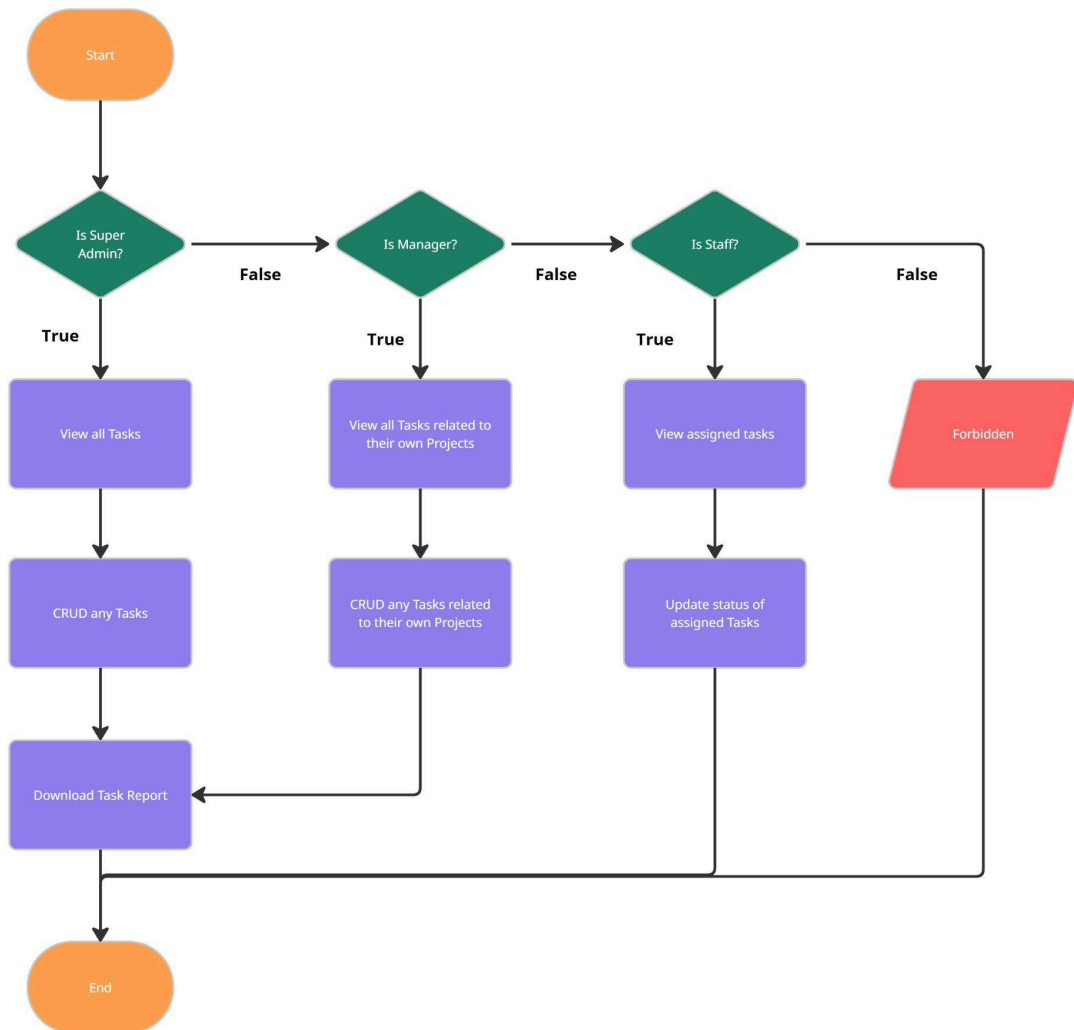 Start
Is Super
Admin?
Is Manager?
Is Staff?
False
False
False
True
True
True
View all Tasks
View all Tasks related to
their own Projects
View assigned tasks
Forbidden
CRUD any Tasks
CRUD any Tasks related
to their own Projects
Update status of
assigned Tasks
Download Task Report
End